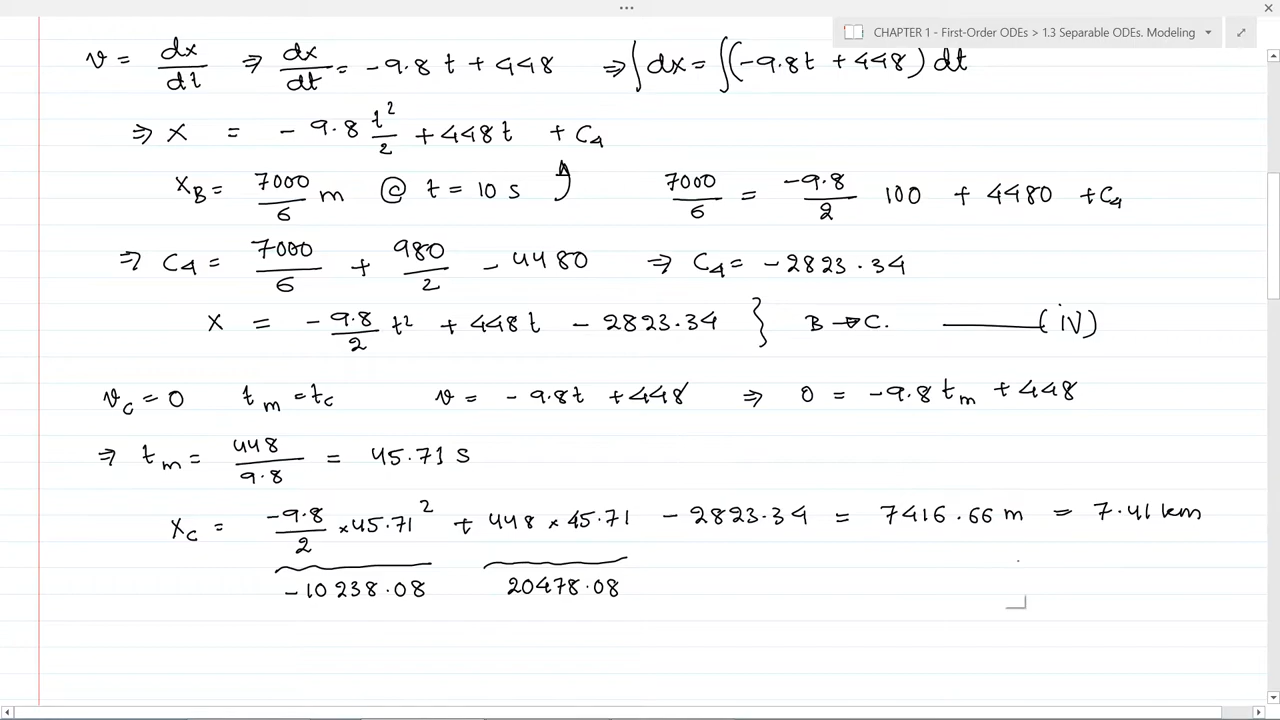 CHAPTER 1 - First-Order ODEs > 1.3 Separable ODEs. Modeling
v = dx/dt ⇒ dx/dt = -9.8t + 448 ⇒ ∫dx = ∫(-9.8t + 448) dt
⇒ x = -9.8 t²/2 + 448t + C4
xB = 7000/6 m @ t = 10 s 7000/6 = -9.8/2 100 + 4480 + C4
⇒ C4 = 7000/6 + 980/2 - 4480 ⇒ C4 = -2823.34
x = -9.8/2 t² + 448t - 2823.34 } B → C. —— (iv)
vc = 0 tm = tc v = -9.8t + 448 ⇒ 0 = -9.8tm + 448
⇒ tm = 448/9.8 = 45.71 s
xc = -9.8/2 × 45.71² + 448 × 45.71 - 2823.34 = 7416.66 m = 7.41 km
-10238.08 20478.08